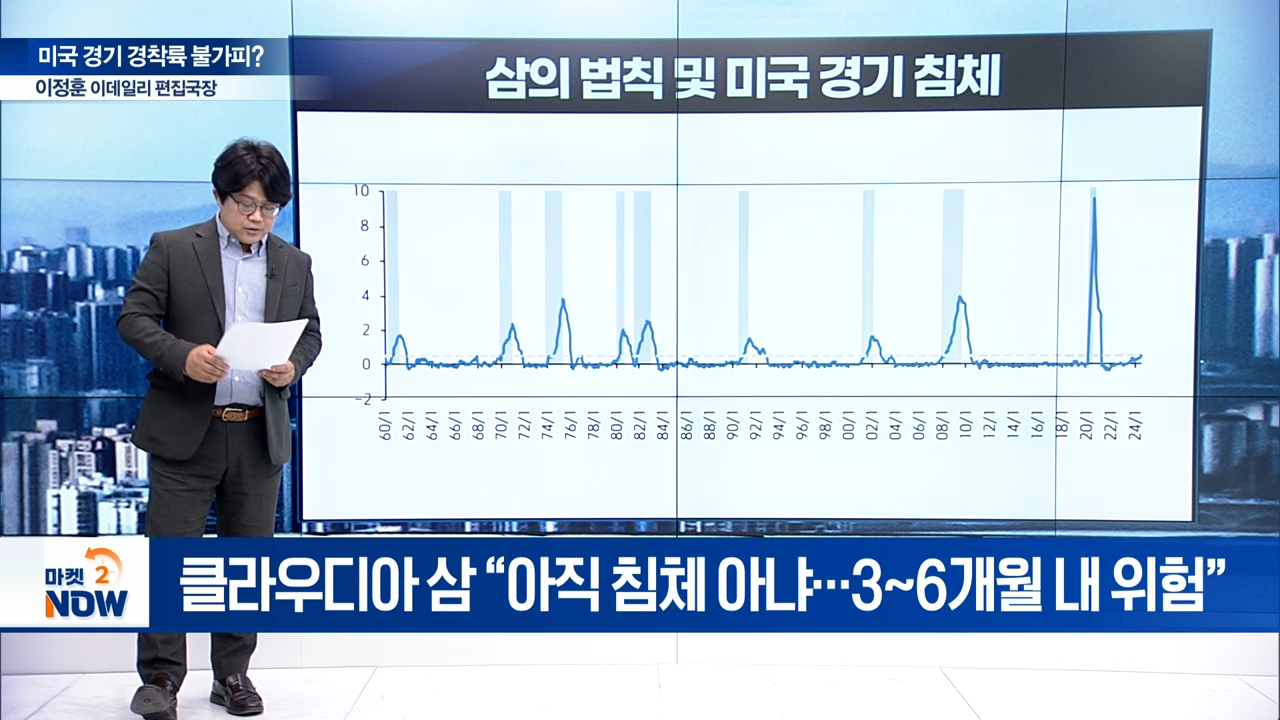 미국 경기 경착륙 불가피?
이정훈 이데일리 편집국장
삼의 법칙 및 미국 경기 침체
10
8
6
4
2
0
-2
60/1 62/1 64/1 66/1 68/1 70/1 72/1 74/1 76/1 78/1 80/1 82/1 84/1 86/1 88/1 90/1 92/1 94/1 96/1 98/1 00/1 02/1 04/1 06/1 08/1 10/1 12/1 14/1 16/1 18/1 20/1 22/1 24/1
마켓 2
NOW
클라우디아 삼 “아직 침체 아냐…3~6개월 내 위험”